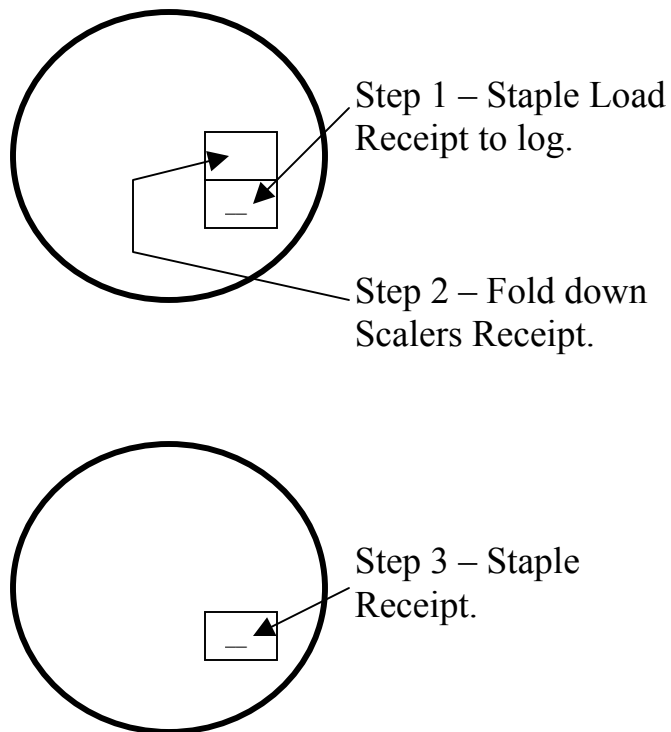 Step 1 – Staple Load
Receipt to log.
Step 2 – Fold down
Scalers Receipt.
Step 3 – Staple
Receipt.